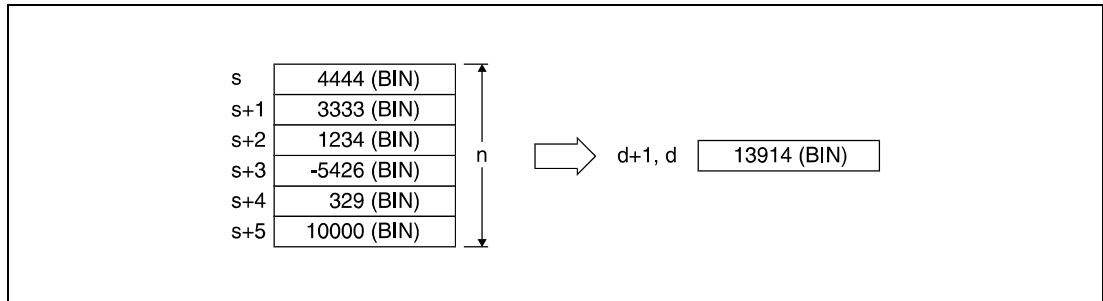 s 4444 (BIN)
s+1 3333 (BIN)
s+2 1234 (BIN)
s+3 -5426 (BIN)
s+4 329 (BIN)
s+5 10000 (BIN)
n
d+1, d 13914 (BIN)